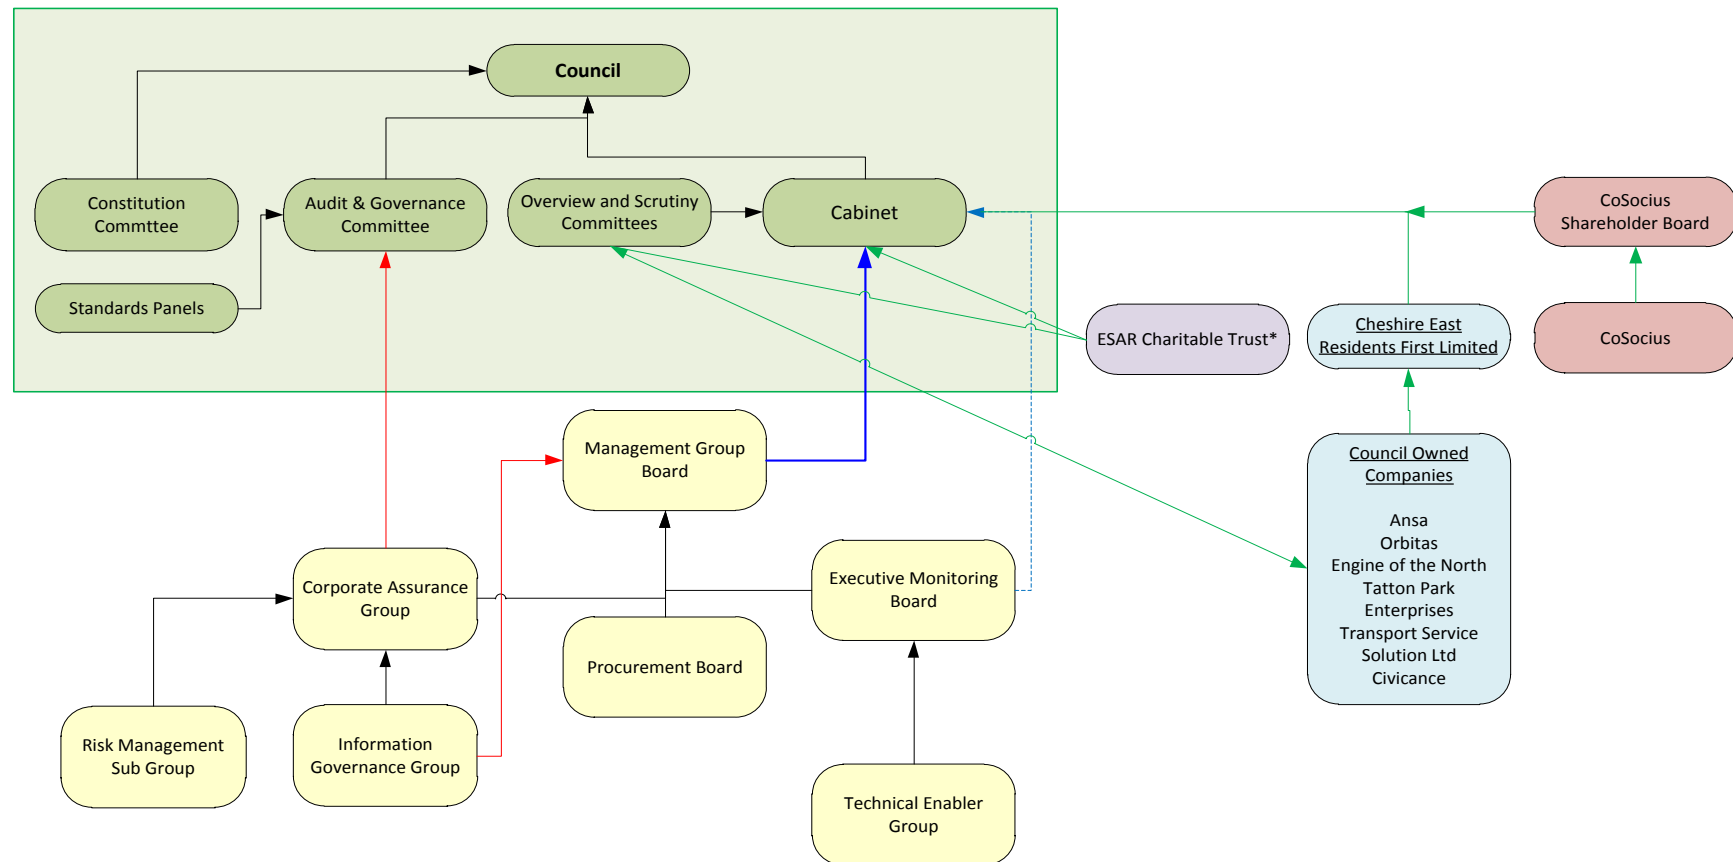 Council
Constitution
Commttee
Audit & Governance
Committee
Overview and Scrutiny
Committees
Cabinet
CoSocius
Shareholder Board
Standards Panels
ESAR Charitable Trust*
Cheshire East
Residents First Limited
CoSocius
Management Group
Board
Council Owned
Companies
Ansa
Orbitas
Engine of the North
Tatton Park
Enterprises
Transport Service
Solution Ltd
Civicance
Corporate Assurance
Group
Executive Monitoring
Board
Procurement Board
Risk Management
Sub Group
Information
Governance Group
Technical Enabler
Group